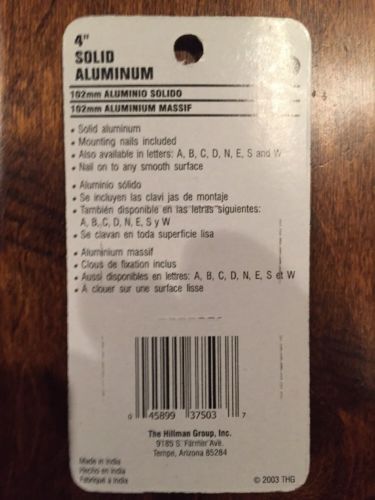 4"
SOLID
ALUMINUM
102mm ALUMINIO SOLIDO
102mm ALUMINIUM MASSIF
• Solid aluminum
• Mounting nails included
• Also available in letters: A, B, C, D, N, E, S and W
• Nail on to any smooth surface
• Aluminio sólido
• Se incluyen las clavi jas de montaje
• También disponible en las letras siguientes:
A, B, C, D, N, E, S y W
• Se clavan en toda superficie lisa
• Aluminium massif
• Clous de fixation inclus
• Aussi disponibles en lettres: A, B, C, D, N, E, S et W
• À clouer sur une surface lisse
0 45899 37503 7
The Hillman Group, Inc.
9185 S. Farmer Ave.
Tempe, Arizona 85284
Made in India
Hecho en India
Fabriqué a India
© 2003 THG